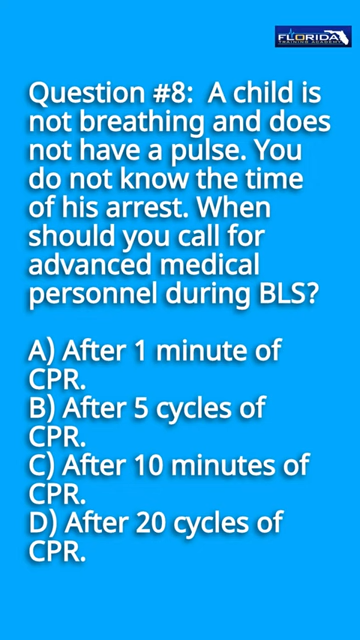 FLORIDA
TRAINING ACADEMY
Question #8:  A child is
not breathing and does
not have a pulse. You
do not know the time
of his arrest. When
should you call for
advanced medical
personnel during BLS?
A) After 1 minute of
CPR.
B) After 5 cycles of
CPR.
C) After 10 minutes of
CPR.
D) After 20 cycles of
CPR.